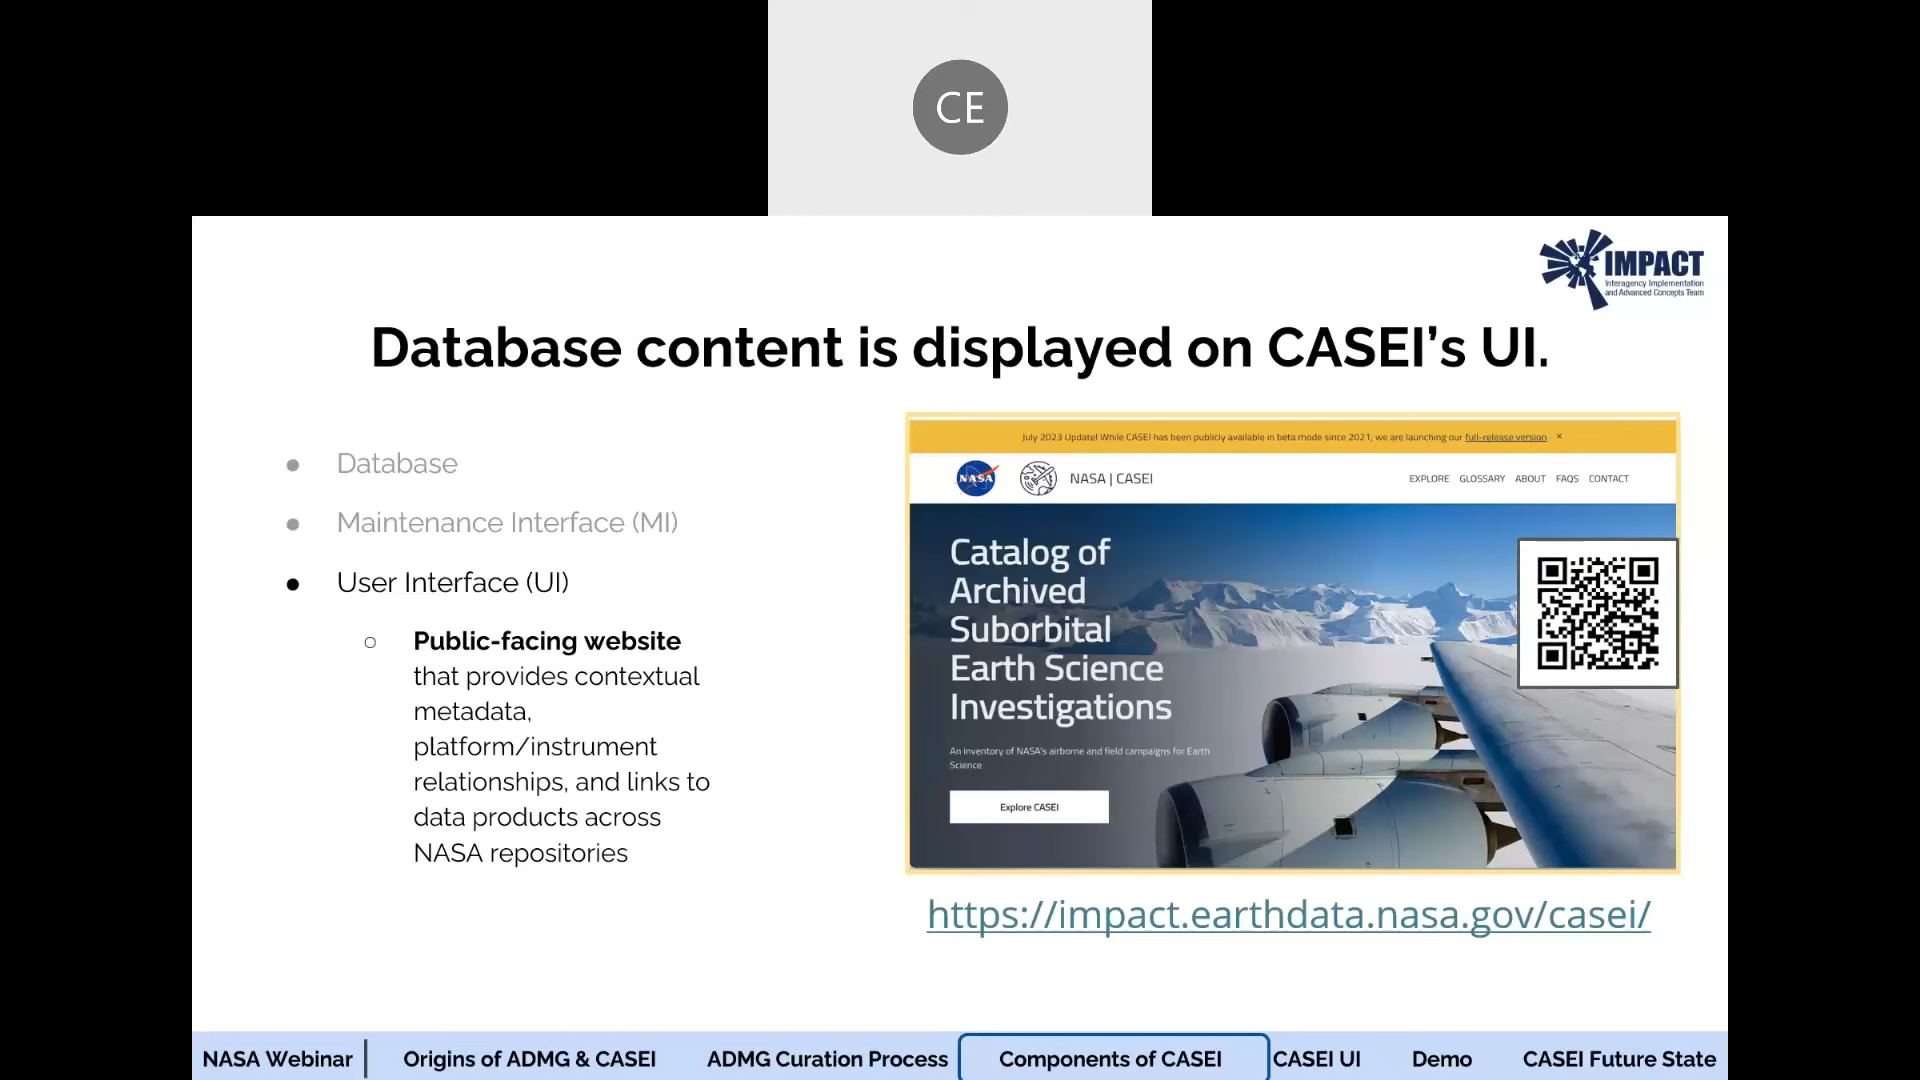 CE
IMPACT
Interagency Implementation
and Advanced Concepts Team
Database content is displayed on CASEI’s UI.
● Database
● Maintenance Interface (MI)
● User Interface (UI)
○ Public-facing website
that provides contextual
metadata,
platform/instrument
relationships, and links to
data products across
NASA repositories
July 2023 Update! While CASEI has been publicly available in beta mode since 2021, we are launching our full-release version ×
NASA
NASA | CASEI
EXPLORE GLOSSARY ABOUT FAQS CONTACT
Catalog of
Archived
Suborbital
Earth Science
Investigations
An inventory of NASA's airborne and field campaigns for Earth
Science
Explore CASEI
https://impact.earthdata.nasa.gov/casei/
NASA Webinar | Origins of ADMG & CASEI ADMG Curation Process Components of CASEI CASEI UI Demo CASEI Future State